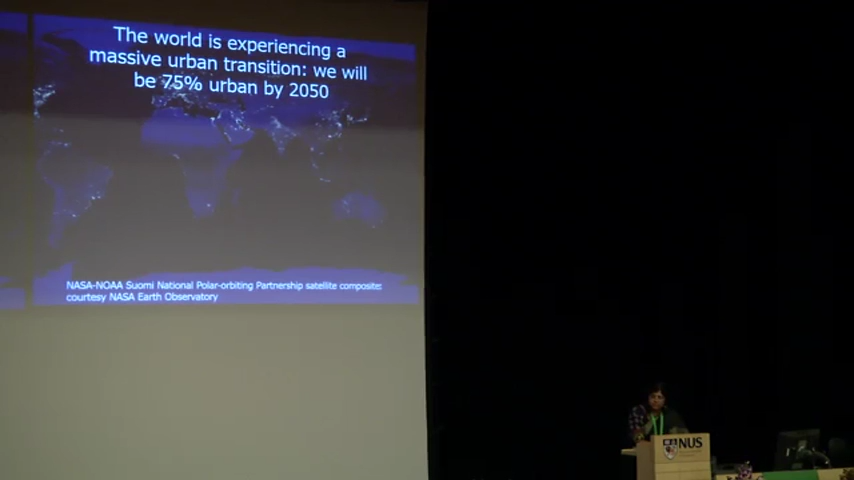 The world is experiencing a
massive urban transition: we will
be 75% urban by 2050
NASA-NOAA Suomi National Polar-orbiting Partnership satellite composite:
courtesy NASA Earth Observatory
NUS